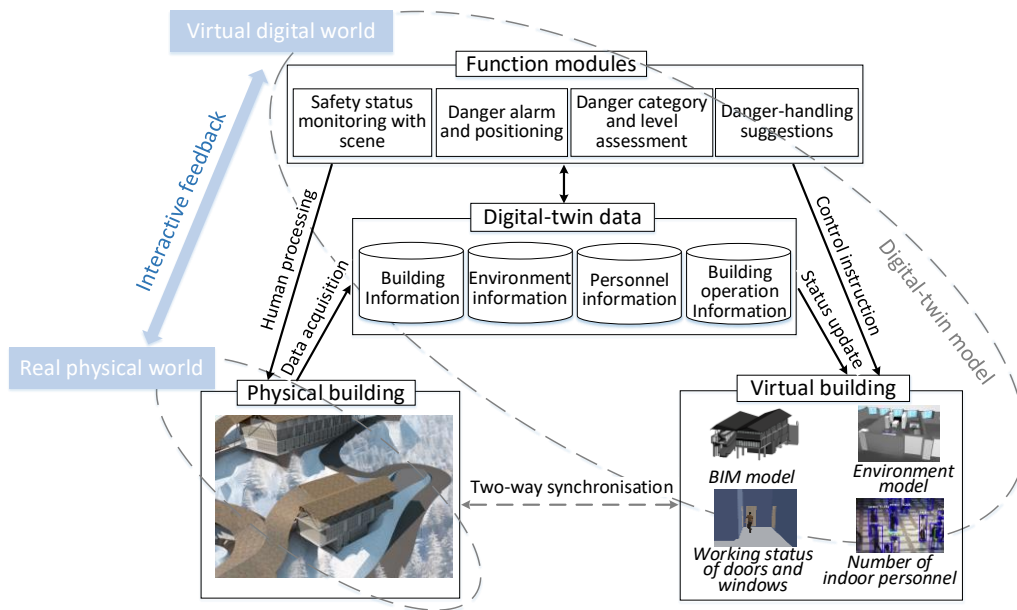 Virtual digital world
Function modules
Safety status
monitoring with
scene
Danger alarm
and positioning
Danger category
and level
assessment
Danger-handling
suggestions
Interactive feedback
Human processing
Data acquisition
Digital-twin data
Building
Information
Environment
information
Personnel
information
Building
operation
Information
Control instruction
Status update
Digital-twin model
Real physical world
Physical building
Virtual building
BIM model
Environment
model
Two-way synchronisation
Working status
of doors and
windows
Number of
indoor personnel